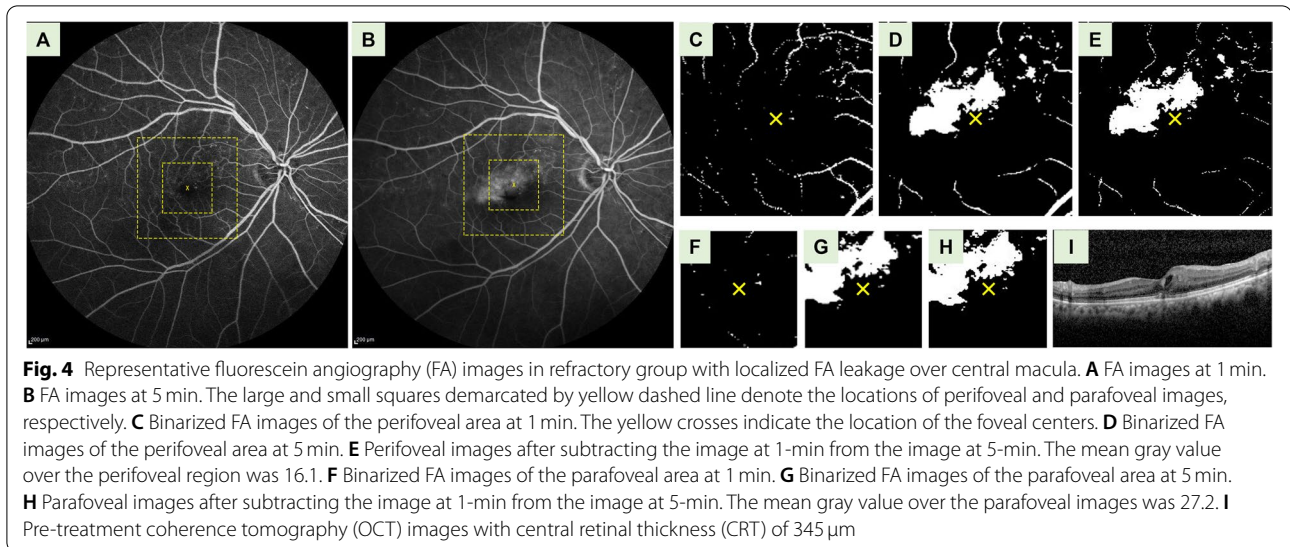 A
B
C
D
E
F
G
H
I
200 µm
200 µm
Fig. 4 Representative fluorescein angiography (FA) images in refractory group with localized FA leakage over central macula. A FA images at 1 min.
B FA images at 5 min. The large and small squares demarcated by yellow dashed line denote the locations of perifoveal and parafoveal images,
respectively. C Binarized FA images of the perifoveal area at 1 min. The yellow crosses indicate the location of the foveal centers. D Binarized FA
images of the perifoveal area at 5 min. E Perifoveal images after subtracting the image at 1-min from the image at 5-min. The mean gray value
over the perifoveal region was 16.1. F Binarized FA images of the parafoveal area at 1 min. G Binarized FA images of the parafoveal area at 5 min.
H Parafoveal images after subtracting the image at 1-min from the image at 5-min. The mean gray value over the parafoveal images was 27.2. I
Pre-treatment coherence tomography (OCT) images with central retinal thickness (CRT) of 345 µm